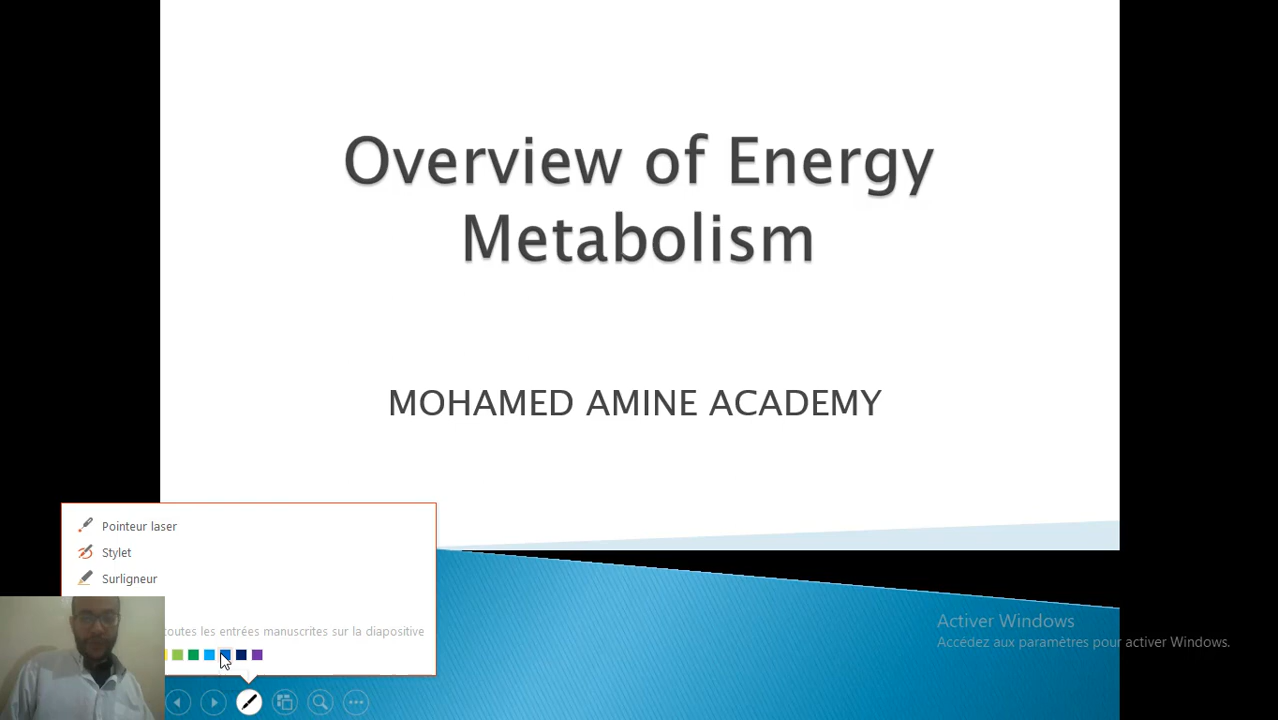 Overview of Energy
Metabolism
MOHAMED AMINE ACADEMY
Pointeur laser
Stylet
Surligneur
toutes les entrées manuscrites sur la diapositive
Activer Windows
Accédez aux paramètres pour activer Windows.